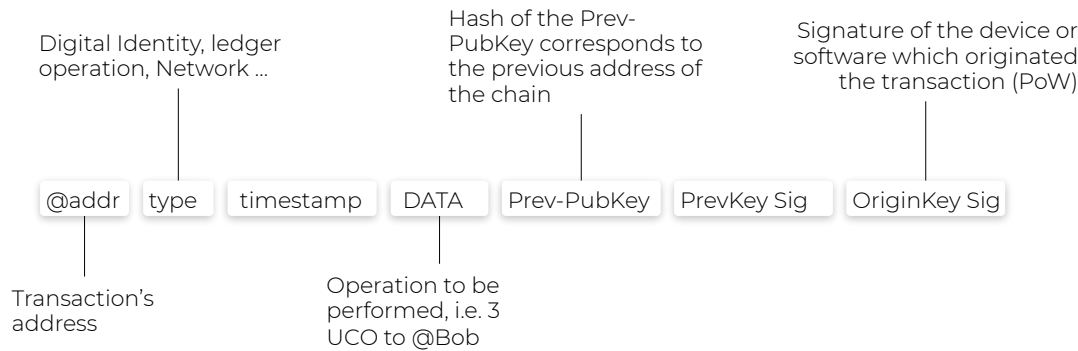 Digital Identity, ledger
operation, Network ...
Hash of the Prev-
PubKey corresponds to
the previous address of
the chain
Signature of the device or
software which originated
the transaction (PoW)
@addr
type
timestamp
DATA
Prev-PubKey
PrevKey Sig
OriginKey Sig
Transaction's
address
Operation to be
performed, i.e. 3
UCO to @Bob